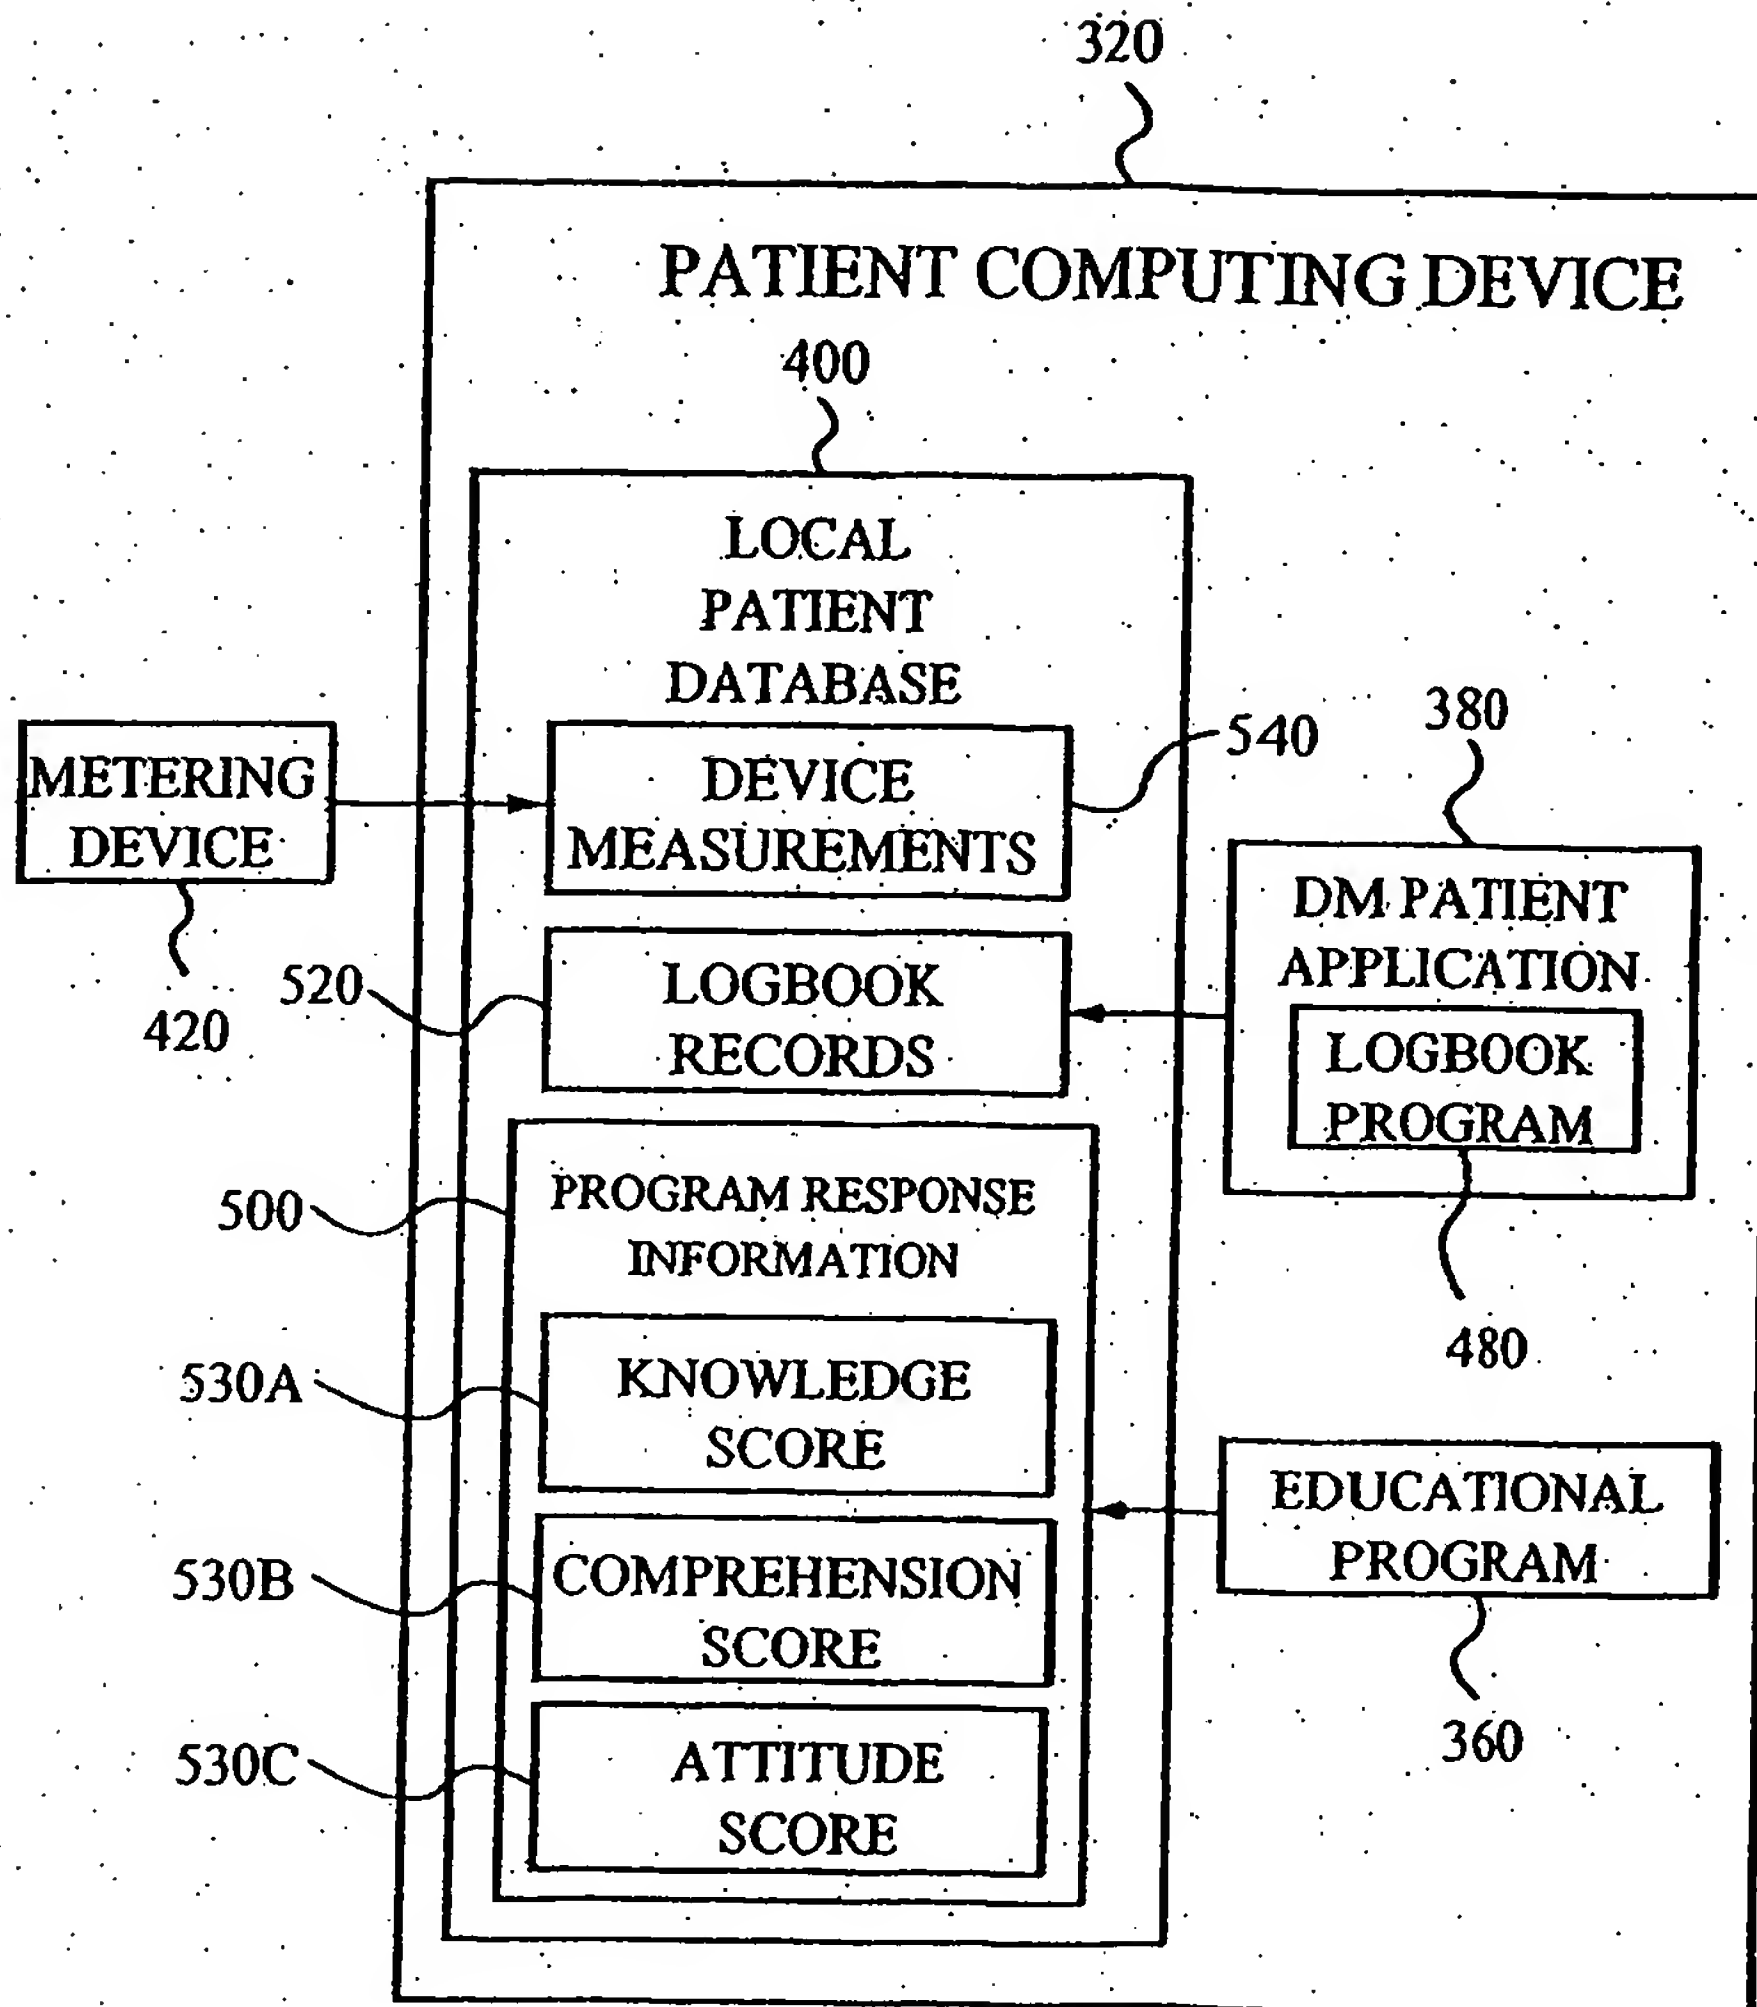 320
PATIENT COMPUTING DEVICE
400
LOCAL
PATIENT
DATABASE
METERING
DEVICE
420
DEVICE
MEASUREMENTS
540
380
DM PATIENT
APPLICATION
LOGBOOK
PROGRAM
480
520
LOGBOOK
RECORDS
500
PROGRAM RESPONSE
INFORMATION
530A
KNOWLEDGE
SCORE
530B
COMPREHENSION
SCORE
EDUCATIONAL
PROGRAM
360
530C
ATTITUDE
SCORE